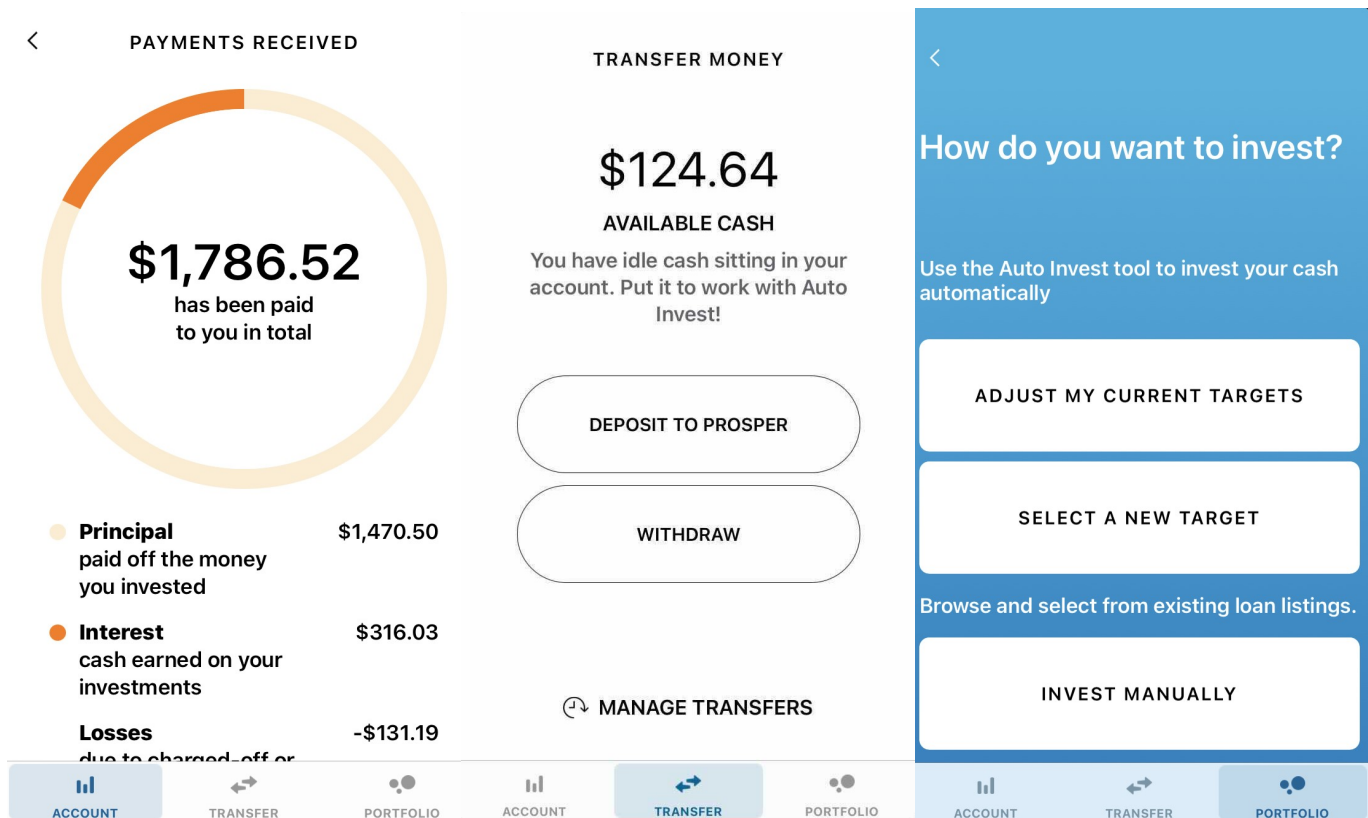 PAYMENTS RECEIVED
$1,786.52
has been paid
to you in total
Principal $1,470.50
paid off the money
you invested
Interest $316.03
cash earned on your
investments
Losses -$131.19
due to charged-off or
ACCOUNT TRANSFER PORTFOLIO
TRANSFER MONEY
$124.64
AVAILABLE CASH
You have idle cash sitting in your
account. Put it to work with Auto
Invest!
DEPOSIT TO PROSPER
WITHDRAW
MANAGE TRANSFERS
ACCOUNT TRANSFER PORTFOLIO
How do you want to invest?
Use the Auto Invest tool to invest your cash
automatically
ADJUST MY CURRENT TARGETS
SELECT A NEW TARGET
Browse and select from existing loan listings.
INVEST MANUALLY
ACCOUNT TRANSFER PORTFOLIO